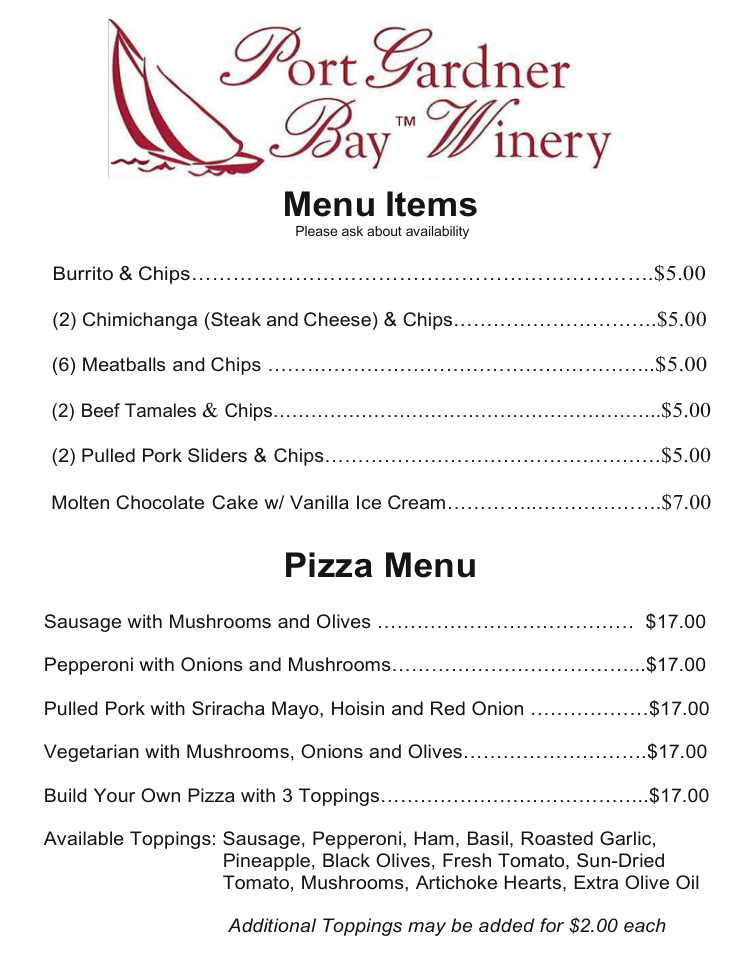 Port Gardner
Bay™ Winery
Menu Items
Please ask about availability
Burrito & Chips…………………………………………………………….$5.00
(2) Chimichanga (Steak and Cheese) & Chips………………………….$5.00
(6) Meatballs and Chips …………………………………………………..$5.00
(2) Beef Tamales & Chips…………………………………………………..$5.00
(2) Pulled Pork Sliders & Chips……………………………………………$5.00
Molten Chocolate Cake w/ Vanilla Ice Cream…………..……………….$7.00
Pizza Menu
Sausage with Mushrooms and Olives ………………………………… $17.00
Pepperoni with Onions and Mushrooms………………………………...$17.00
Pulled Pork with Sriracha Mayo, Hoisin and Red Onion ………………$17.00
Vegetarian with Mushrooms, Onions and Olives……………………….$17.00
Build Your Own Pizza with 3 Toppings…………………………………..$17.00
Available Toppings: Sausage, Pepperoni, Ham, Basil, Roasted Garlic,
Pineapple, Black Olives, Fresh Tomato, Sun-Dried
Tomato, Mushrooms, Artichoke Hearts, Extra Olive Oil
Additional Toppings may be added for $2.00 each